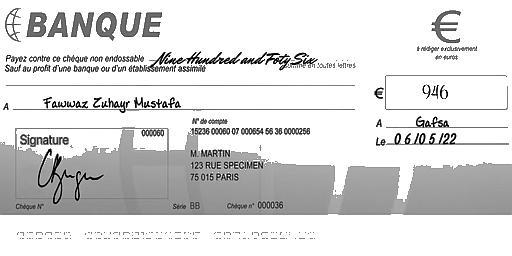 BANQUE
à rédiger exclusivement
en euros
Payez contre ce chèque non endossable Nine Hundred and Foty Six
Sauf au profit d'une banque ou d'un établissement assimilé somme en toutes lettres
€ 946
A Fawwaz Zuhayr Mustafa
A Gafsa
Le 06/05/22
Signature 000060
N° de compte
15236 00060 07 000654 56 36 0000256
M. MARTIN
123 RUE SPECIMEN
75 015 PARIS
Chèque N° Série BB Chèque n° 000036